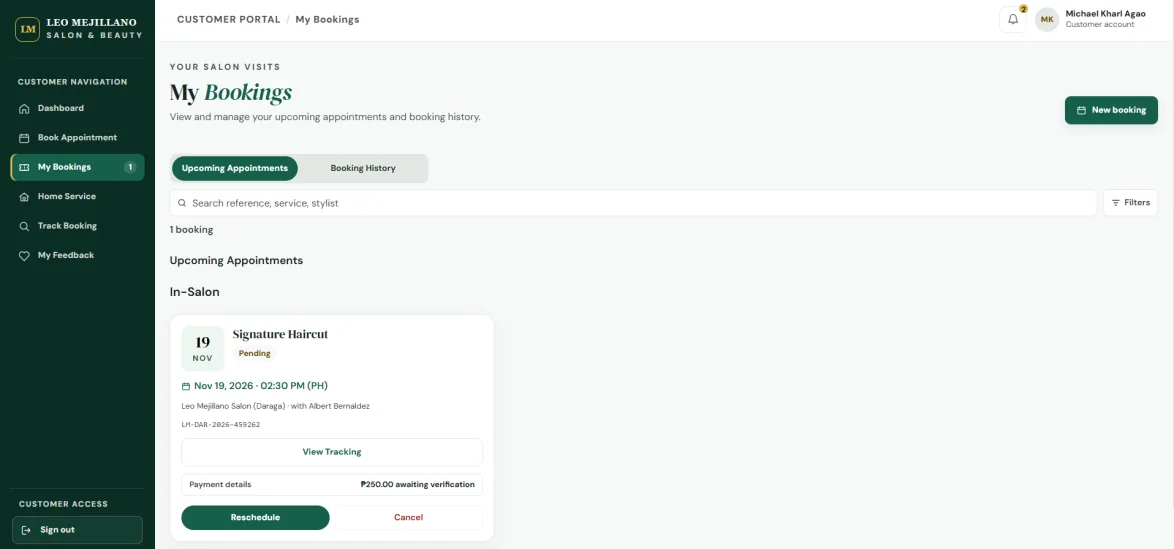 LM
LEO MEJILLANO
SALON & BEAUTY
CUSTOMER NAVIGATION
Dashboard
Book Appointment
My Bookings 1
Home Service
Track Booking
My Feedback
CUSTOMER ACCESS
Sign out
CUSTOMER PORTAL / My Bookings
2
MK
Michael Kharl Agao
Customer account
YOUR SALON VISITS
My Bookings
View and manage your upcoming appointments and booking history.
New booking
Upcoming Appointments Booking History
Search reference, service, stylist
Filters
1 booking
Upcoming Appointments
In-Salon
19
NOV
Signature Haircut
Pending
Nov 19, 2026 · 02:30 PM (PH)
Leo Mejillano Salon (Daraga) · with Albert Bernaldez
LM-DAR-2026-459262
View Tracking
Payment details ₱250.00 awaiting verification
Reschedule Cancel